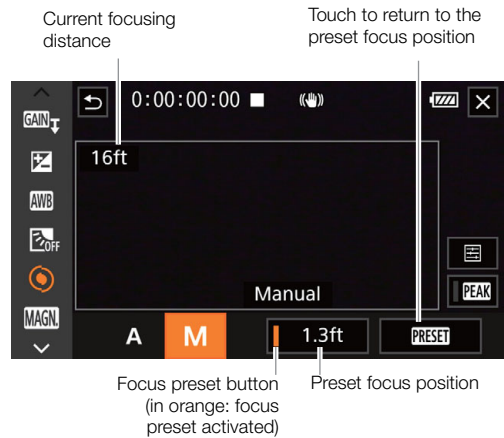 Current focusing
distance
Touch to return to the
preset focus position
0:00:00:00
GAIN
16ft
AWB
OFF
Manual
PEAK
MAGN.
A M 1.3ft PRESET
Focus preset button
(in orange: focus
preset activated)
Preset focus position